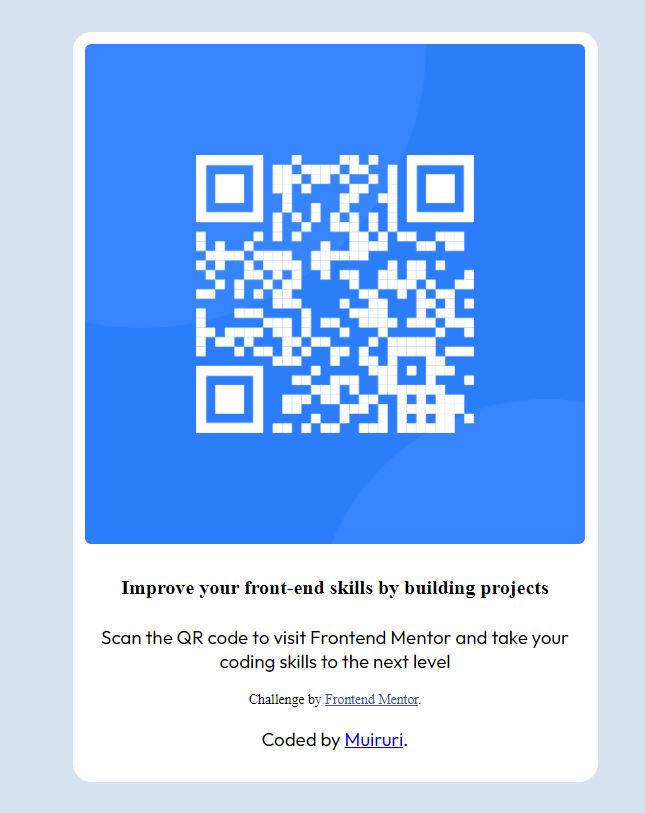 Improve your front-end skills by building projects
Scan the QR code to visit Frontend Mentor and take your
coding skills to the next level
Challenge by Frontend Mentor.
Coded by Muiruri.